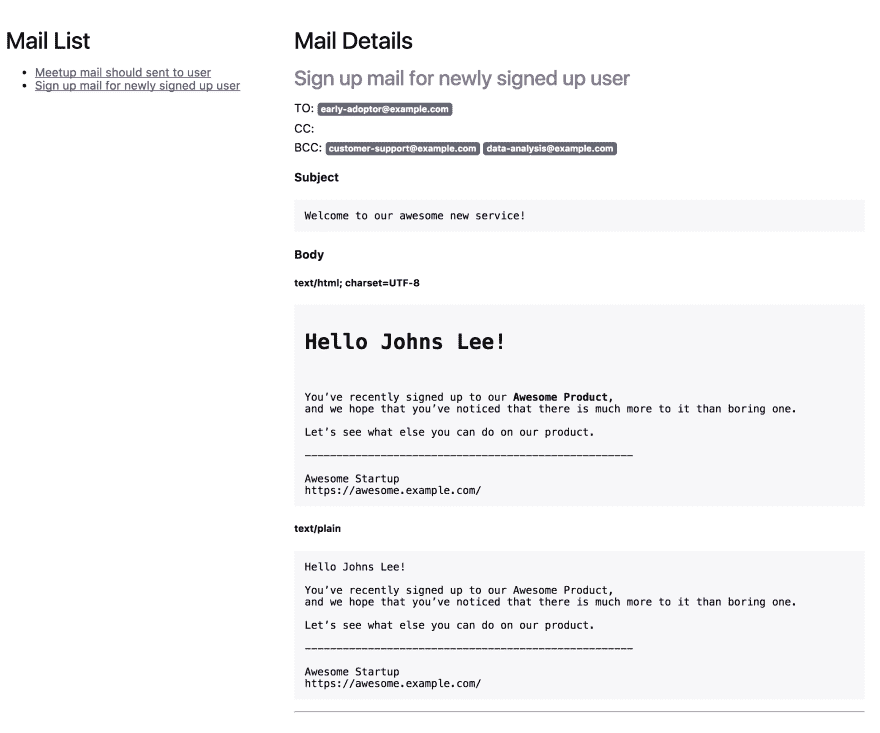 Mail List
Meetup mail should sent to user
Sign up mail for newly signed up user
Mail Details
Sign up mail for newly signed up user
TO: early-adoptor@example.com
CC:
BCC: customer-support@example.com data-analysis@example.com
Subject
Welcome to our awesome new service!
Body
text/html; charset=UTF-8
Hello Johns Lee!
You’ve recently signed up to our Awesome Product,
and we hope that you’ve noticed that there is much more to it than boring one.
Let’s see what else you can do on our product.
----------------------------------------------------
Awesome Startup
https://awesome.example.com/
text/plain
Hello Johns Lee!
You’ve recently signed up to our Awesome Product,
and we hope that you’ve noticed that there is much more to it than boring one.
Let’s see what else you can do on our product.
----------------------------------------------------
Awesome Startup
https://awesome.example.com/